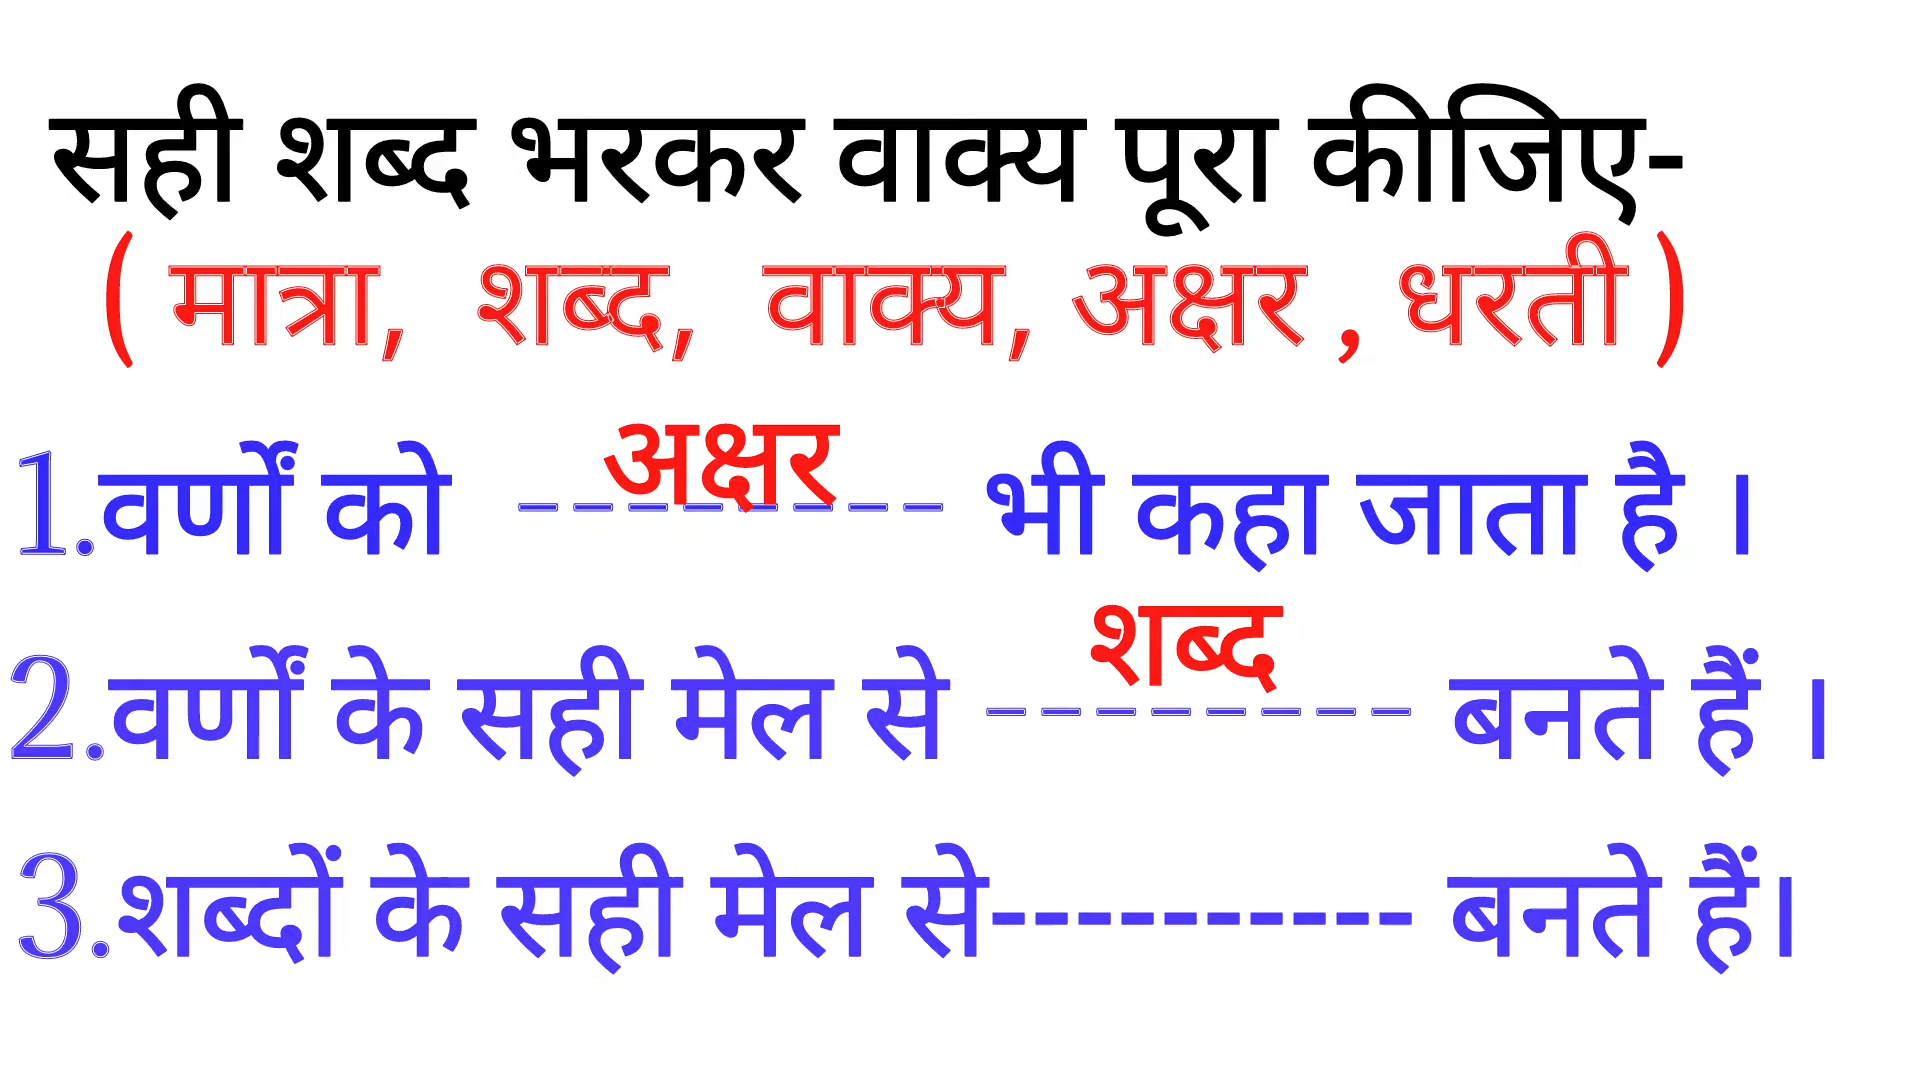 सही शब्द भरकर वाक्य पूरा कीजिए-
( मात्रा, शब्द, वाक्य, अक्षर , धरती )
1.वर्णों को --------अक्षर भी कहा जाता है ।
2.वर्णों के सही मेल से --------शब्द बनते हैं ।
3.शब्दों के सही मेल से---------- बनते हैं।